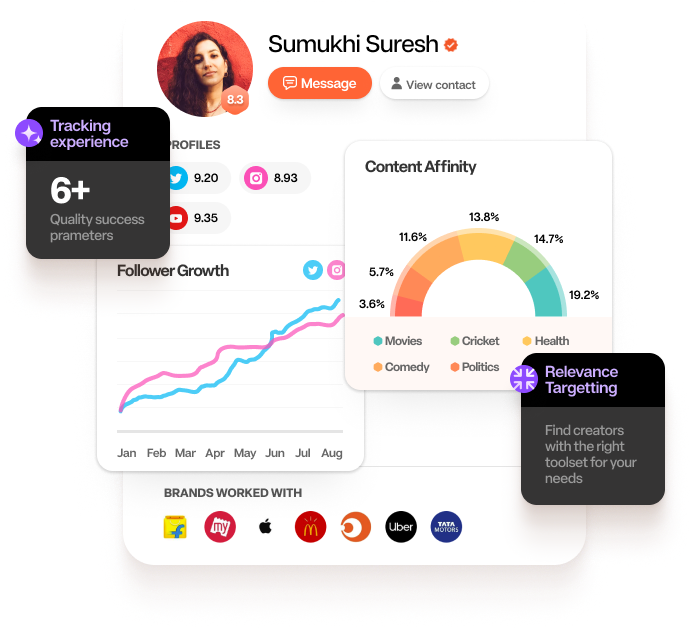 Sumukhi Suresh
8.3
Message
View contact
Tracking
experience
6+
Quality success
prameters
PROFILES
9.20
8.93
9.35
Follower Growth
Jan Feb Mar Apr May Jun Jul Aug
Content Affinity
3.6%
5.7%
11.6%
13.8%
14.7%
19.2%
Movies Cricket Health
Comedy Politics
Relevance
Targetting
Find creators
with the right
toolset for your
needs
BRANDS WORKED WITH
my
Uber
TATA
MOTORS